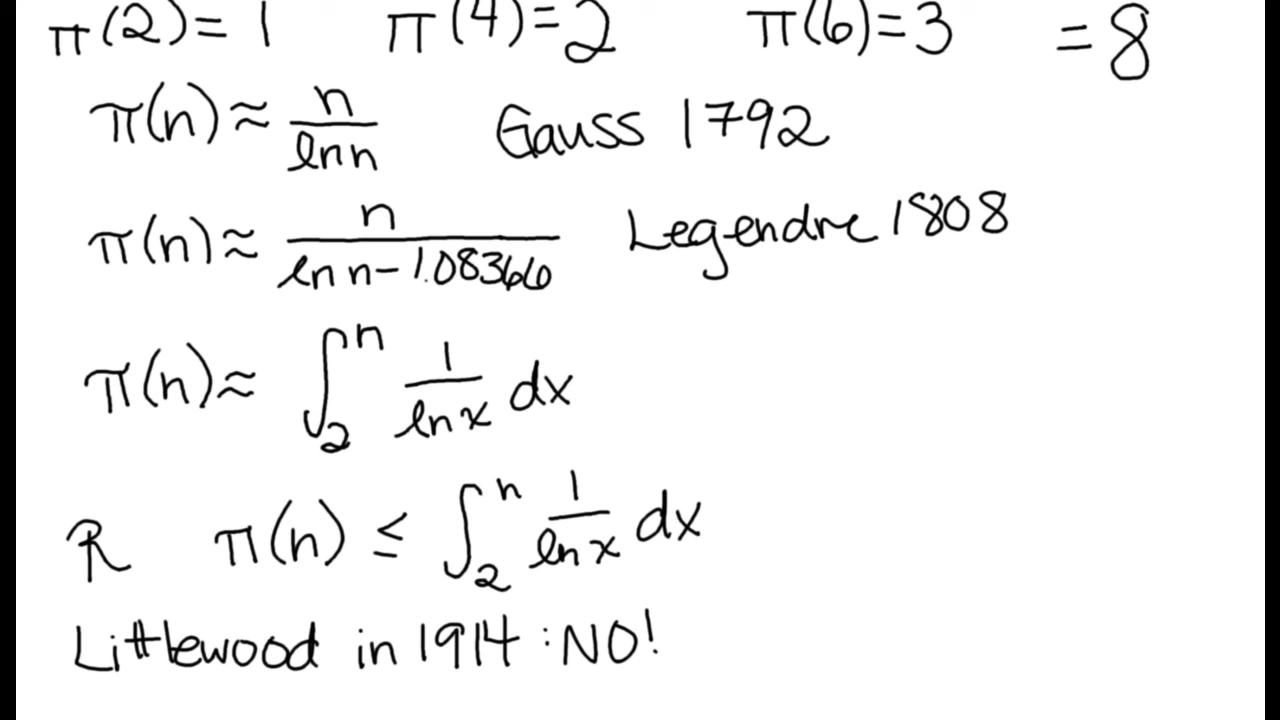 π(2)= 1 π(4)=2 π(6)=3 =8
π(n)≈ n/ln n Gauss 1792
π(n)≈ n/(ln n-1.08366) Legendre 1808
π(n)≈ ∫₂ⁿ 1/ln x dx
R π(n) ≤ ∫₂ⁿ 1/ln x dx
Littlewood in 1914 : NO!